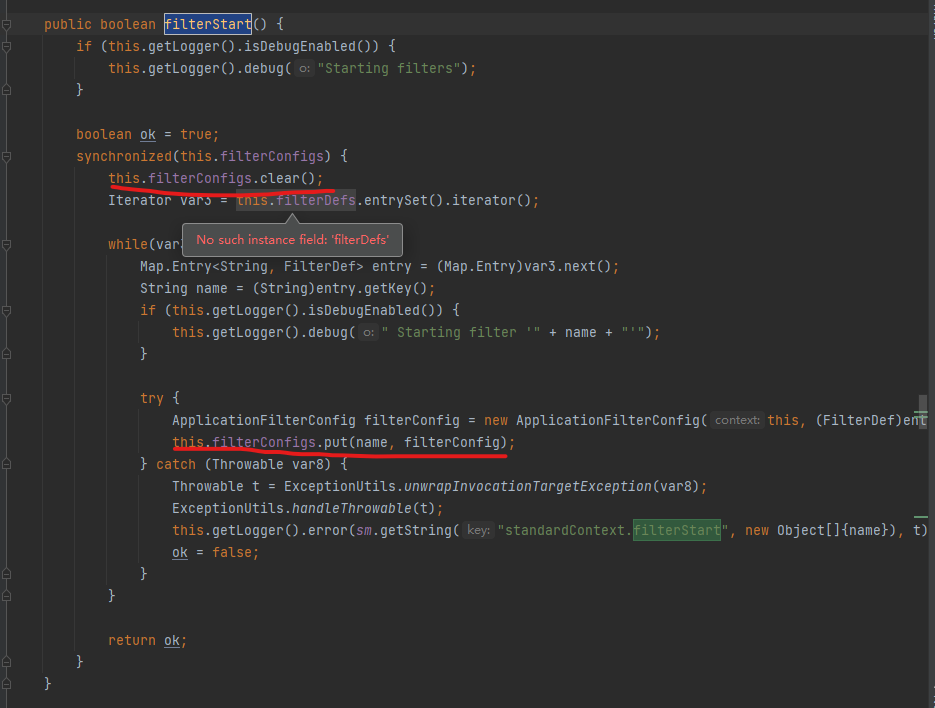 public boolean filterStart() {
if (this.getLogger().isDebugEnabled()) {
this.getLogger().debug( o: "Starting filters");
}
boolean ok = true;
synchronized(this.filterConfigs) {
this.filterConfigs.clear();
Iterator var3 = this.filterDefs.entrySet().iterator();
No such instance field: 'filterDefs'
while(var
Map.Entry<String, FilterDef> entry = (Map.Entry)var3.next();
String name = (String)entry.getKey();
if (this.getLogger().isDebugEnabled()) {
this.getLogger().debug( o: " Starting filter '" + name + "'");
}
try {
ApplicationFilterConfig filterConfig = new ApplicationFilterConfig( context: this, (FilterDef)ent
this.filterConfigs.put(name, filterConfig);
} catch (Throwable var8) {
Throwable t = ExceptionUtils.unwrapInvocationTargetException(var8);
ExceptionUtils.handleThrowable(t);
this.getLogger().error(sm.getString( key: "standardContext.filterStart", new Object[]{name}), t)
ok = false;
}
}
return ok;
}
}